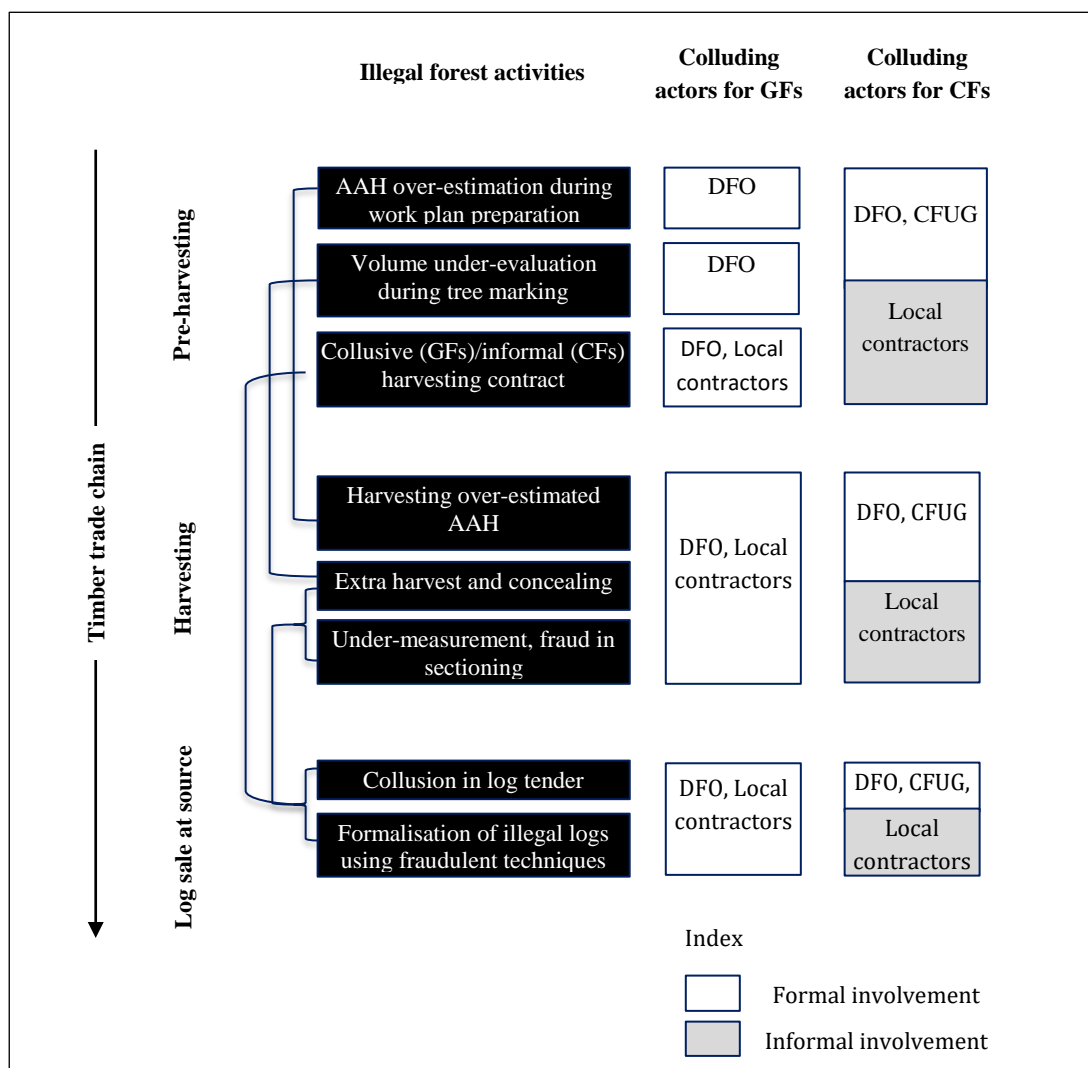 Illegal forest activities
Colluding
actors for GFs
Colluding
actors for CFs
Timber trade chain
Pre-harvesting
AAH over-estimation during
work plan preparation
DFO
DFO, CFUG
Volume under-evaluation
during tree marking
DFO
Local
contractors
Collusive (GFs)/informal (CFs)
harvesting contract
DFO, Local
contractors
Harvesting
Harvesting over-estimated
AAH
DFO, Local
contractors
DFO, CFUG
Extra harvest and concealing
Local
contractors
Under-measurement, fraud in
sectioning
Log sale at source
Collusion in log tender
DFO, Local
contractors
DFO, CFUG,
Formalisation of illegal logs
using fraudulent techniques
Local
contractors
Index
Formal involvement
Informal involvement